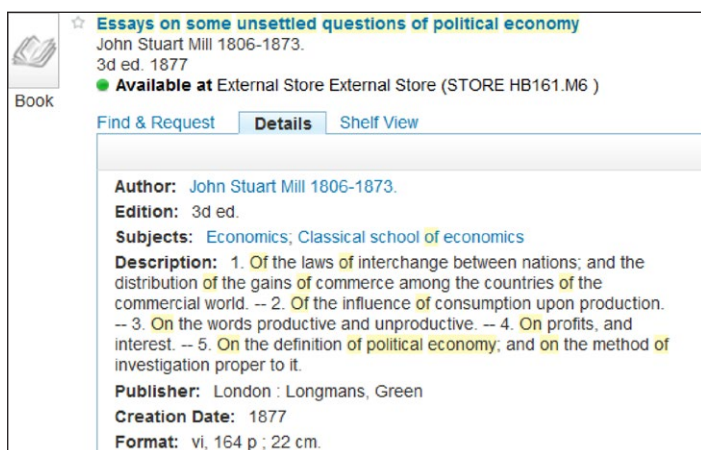 Essays on some unsettled questions of political economy
John Stuart Mill 1806-1873.
3d ed. 1877
Available at External Store External Store (STORE HB161.M6 )
Book
Find & Request Details Shelf View
Author: John Stuart Mill 1806-1873.
Edition: 3d ed.
Subjects: Economics; Classical school of economics
Description: 1. Of the laws of interchange between nations; and the
distribution of the gains of commerce among the countries of the
commercial world. -- 2. Of the influence of consumption upon production.
-- 3. On the words productive and unproductive. -- 4. On profits, and
interest. -- 5. On the definition of political economy; and on the method of
investigation proper to it.
Publisher: London : Longmans, Green
Creation Date: 1877
Format: vi, 164 p ; 22 cm.